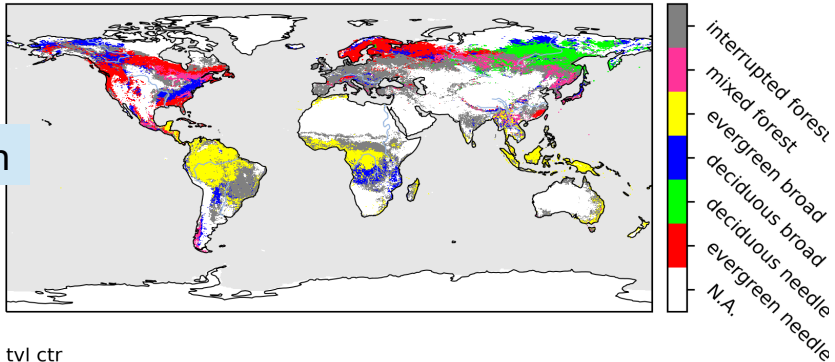 interrupted forest
mixed forest
evergreen broad
deciduous broad
deciduous needle
evergreen needle
N.A.
tvl ctr